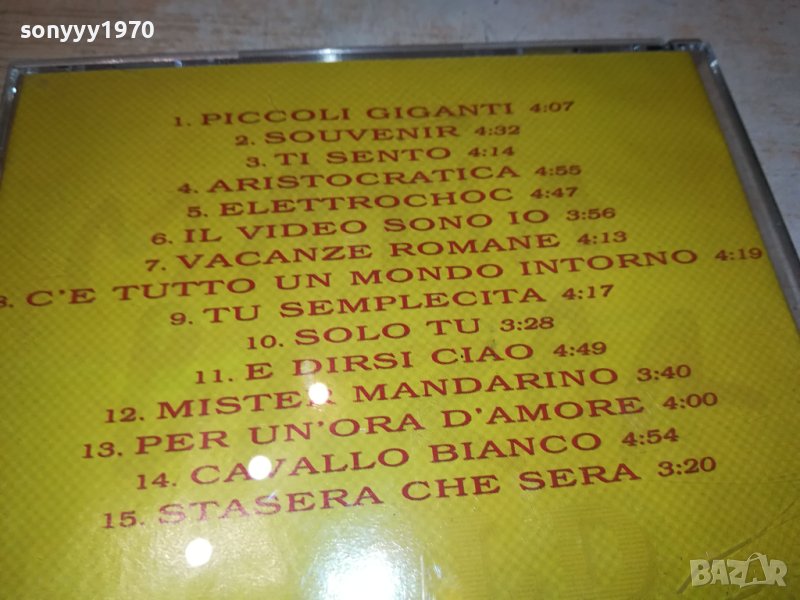 sonyyy1970
1. PICCOLI GIGANTI 4:07
2. SOUVENIR 4:32
3. TI SENTO 4:14
4. ARISTOCRATICA 4:55
5. ELETTROCHOC 4:47
6. IL VIDEO SONO IO 3:56
7. VACANZE ROMANE 4:13
8. C'E TUTTO UN MONDO INTORNO 4:19
9. TU SEMPLECITA 4:17
10. SOLO TU 3:28
11. E DIRSI CIAO 4:49
12. MISTER MANDARINO 3:40
13. PER UN'ORA D'AMORE 4:00
14. CAVALLO BIANCO 4:54
15. STASERA CHE SERA 3:20
BAZAR